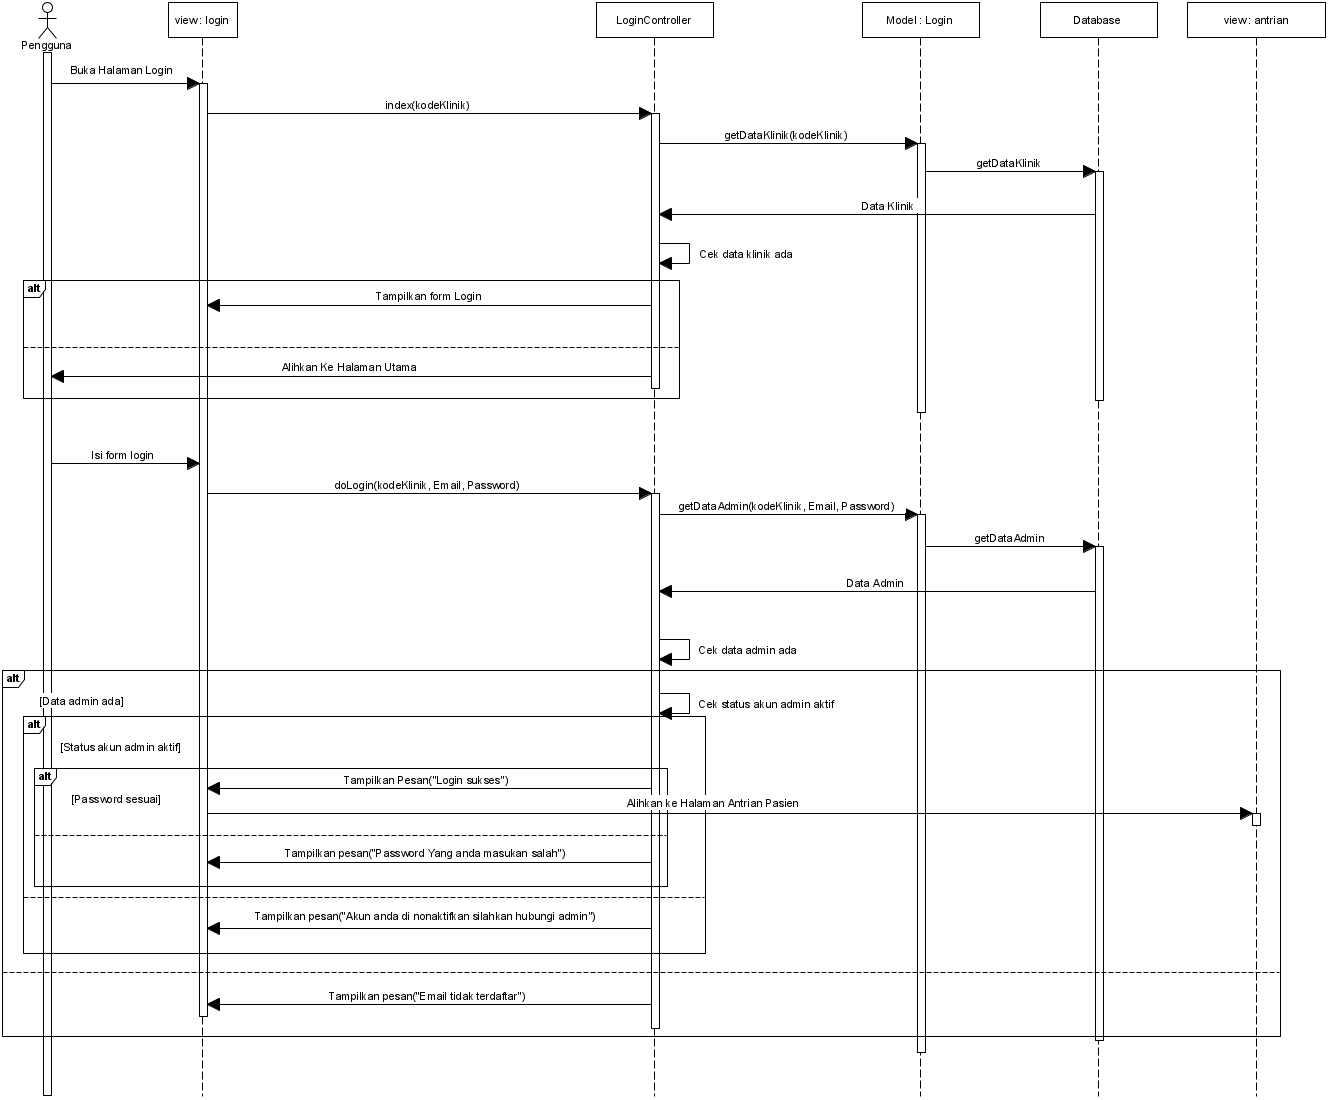 Pengguna
view : login
LoginController
Model : Login
Database
view : antrian
Buka Halaman Login
index(kodeKlinik)
getDataKlinik(kodeKlinik)
getDataKlinik
Data Klinik
Cek data klinik ada
alt
Tampilkan form Login
Alihkan Ke Halaman Utama
Isi form login
doLogin(kodeKlinik, Email, Password)
getDataAdmin(kodeKlinik, Email, Password)
getDataAdmin
Data Admin
Cek data admin ada
alt
[Data admin ada]
Cek status akun admin aktif
alt
[Status akun admin aktif]
alt
Tampilkan Pesan("Login sukses")
[Password sesuai]
Alihkan ke Halaman Antrian Pasien
Tampilkan pesan("Password Yang anda masukan salah")
Tampilkan pesan("Akun anda di nonaktifkan silahkan hubungi admin")
Tampilkan pesan("Email tidak terdaftar")